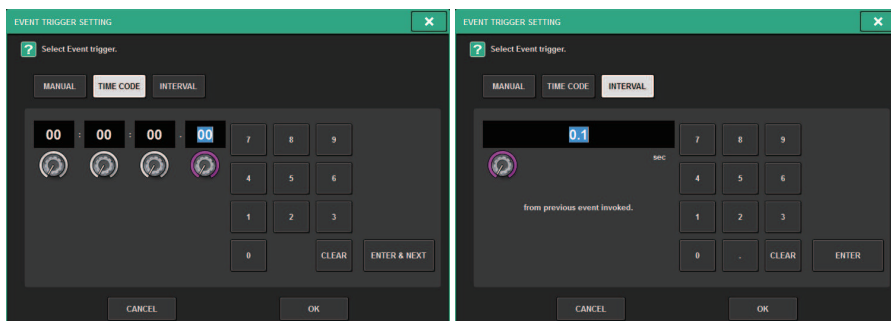 EVENT TRIGGER SETTING
? Select Event trigger.
MANUAL TIME CODE INTERVAL
00 : 00 : 00 . 00
7 8 9
4 5 6
1 2 3
0 CLEAR ENTER & NEXT
CANCEL OK
EVENT TRIGGER SETTING
? Select Event trigger.
MANUAL TIME CODE INTERVAL
0.1
sec
7 8 9
4 5 6
from previous event invoked.
1 2 3
0 . CLEAR ENTER
CANCEL OK